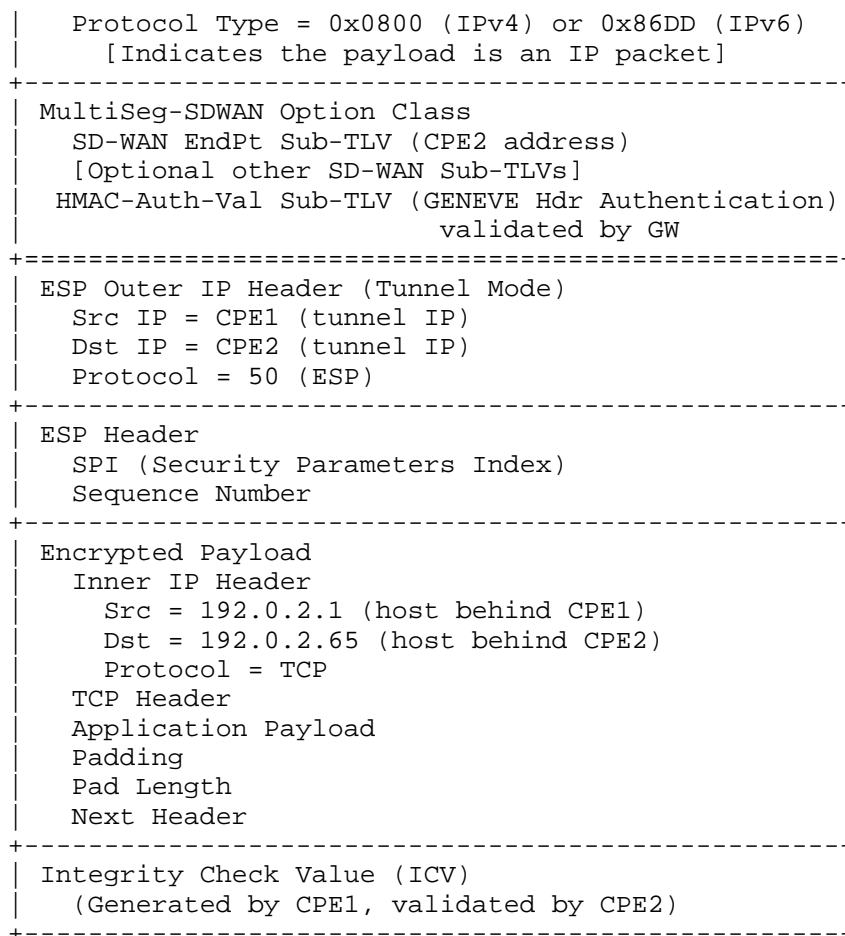 |   Protocol Type = 0x0800 (IPv4) or 0x86DD (IPv6)
|     [Indicates the payload is an IP packet]
+----------------------------------------------------
| MultiSeg-SDWAN Option Class
|   SD-WAN EndPt Sub-TLV (CPE2 address)
|   [Optional other SD-WAN Sub-TLVs]
|  HMAC-Auth-Val Sub-TLV (GENEVE Hdr Authentication)
|                          validated by GW
+===================================================+
| ESP Outer IP Header (Tunnel Mode)
|   Src IP = CPE1 (tunnel IP)
|   Dst IP = CPE2 (tunnel IP)
|   Protocol = 50 (ESP)
+----------------------------------------------------
| ESP Header
|   SPI (Security Parameters Index)
|   Sequence Number
+----------------------------------------------------
| Encrypted Payload
|   Inner IP Header
|     Src = 192.0.2.1 (host behind CPE1)
|     Dst = 192.0.2.65 (host behind CPE2)
|     Protocol = TCP
|   TCP Header
|   Application Payload
|   Padding
|   Pad Length
|   Next Header
+----------------------------------------------------
| Integrity Check Value (ICV)
|   (Generated by CPE1, validated by CPE2)
+----------------------------------------------------